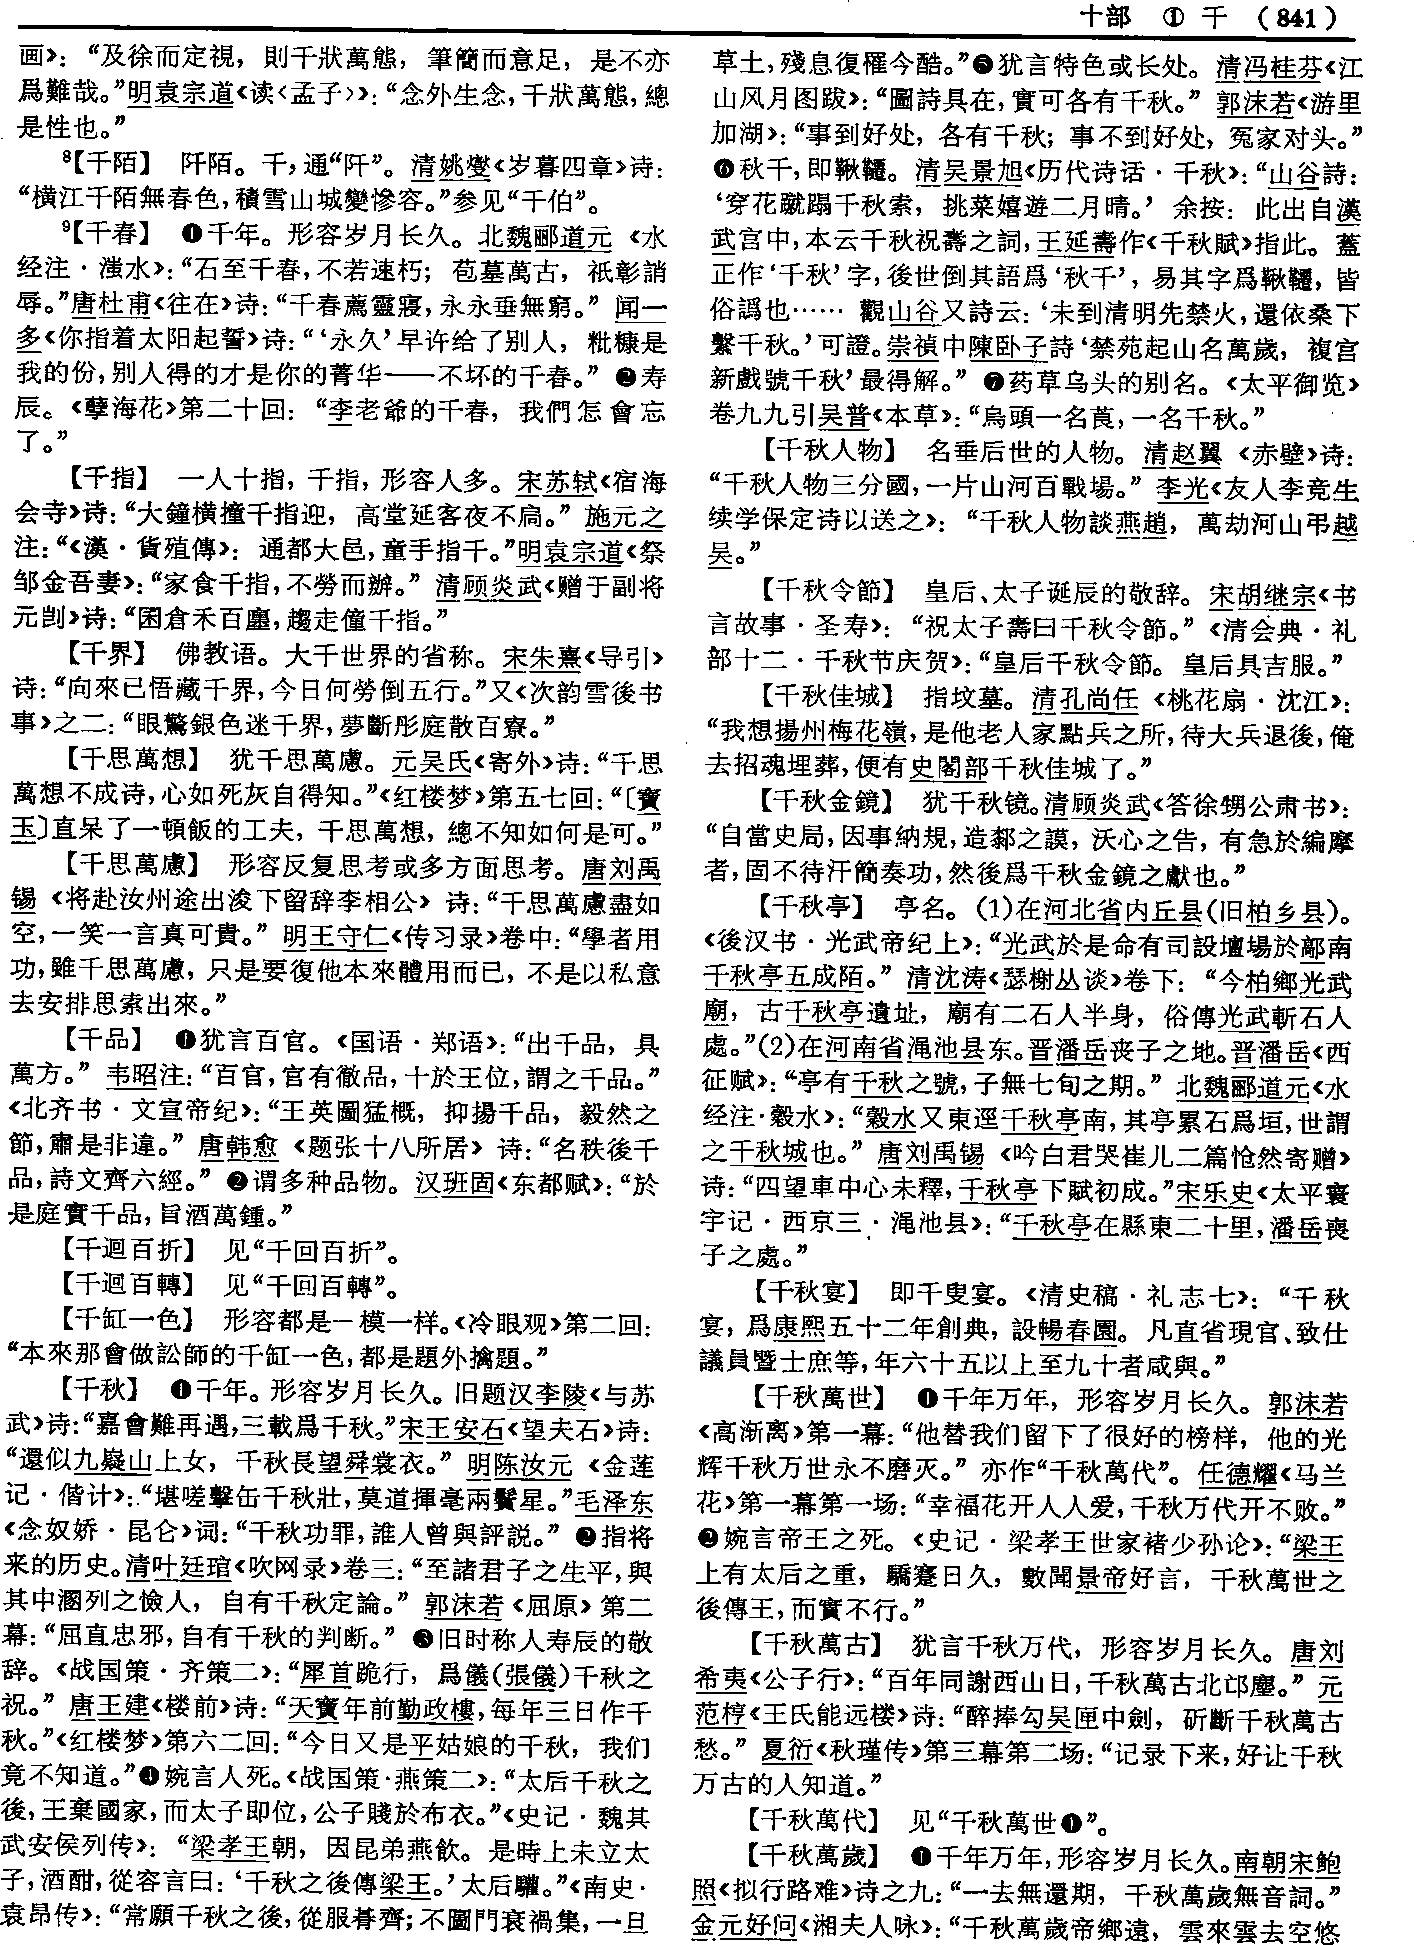 十部 ① 千 （841）
画》：“及徐而定視，則千狀萬態，筆簡而意足，是不亦
爲難哉。”明袁宗道《读〈孟子〉》：“念外生念，千狀萬態，總
是性也。”
⁸【千陌】 阡陌。千，通“阡”。清姚燮《岁暮四章》诗：
“横江千陌無春色，積雪山城變慘容。”参见“千伯”。
⁹【千春】 ❶千年。形容岁月长久。北魏郦道元《水
经注·滍水》：“石至千春，不若速朽；苞墓萬古，祇彰誚
辱。”唐杜甫《往在》诗：“千春薦靈寢，永永垂無窮。” 闻一
多《你指着太阳起誓》诗：“‘永久’早许给了别人，粃糠是
我的份，别人得的才是你的菁华——不坏的千春。” ❷寿
辰。《孽海花》第二十回：“李老爺的千春，我們怎會忘
了。”
【千指】 一人十指，千指，形容人多。宋苏轼《宿海
会寺》诗：“大鐘横撞千指迎，高堂延客夜不扃。” 施元之
注：“《漢·貨殖傳》：通都大邑，童手指千。”明袁宗道《祭
邹金吾妻》：“家食千指，不勞而辦。” 清顾炎武《赠于副将
元剀》诗：“囷倉禾百廛，趨走僮千指。”
【千界】 佛教语。大千世界的省称。宋朱熹《导引》
诗：“向來已悟藏千界，今日何勞倒五行。”又《次韵雪後书
事》之二：“眼驚銀色迷千界，夢斷彤庭散百寮。”
【千思萬想】 犹千思萬慮。元吴氏《寄外》诗：“千思
萬想不成诗，心如死灰自得知。”《红楼梦》第五七回：“〔寶
玉〕直呆了一頓飯的工夫，千思萬想，總不知如何是可。”
【千思萬慮】 形容反复思考或多方面思考。唐刘禹
锡《将赴汝州途出浚下留辞李相公》诗：“千思萬慮盡如
空，一笑一言真可貴。” 明王守仁《传习录》卷中：“學者用
功，雖千思萬慮，只是要復他本來體用而已，不是以私意
去安排思索出來。”
【千品】 ❶犹言百官。《国语·郑语》：“出千品，具
萬方。” 韦昭注：“百官，官有徹品，十於王位，謂之千品。”
《北齐书·文宣帝纪》：“王英圖猛概，抑揚千品，毅然之
節，肅是非違。” 唐韩愈《题张十八所居》诗：“名秩後千
品，詩文齊六經。” ❷谓多种品物。汉班固《东都赋》：“於
是庭實千品，旨酒萬鍾。”
【千迴百折】 见“千回百折”。
【千迴百轉】 见“千回百轉”。
【千缸一色】 形容都是一模一样。《冷眼观》第二回：
“本來那會做訟師的千缸一色，都是題外擒題。”
【千秋】 ❶千年。形容岁月长久。旧题汉李陵《与苏
武》诗：“嘉會難再遇，三載爲千秋。”宋王安石《望夫石》诗：
“還似九嶷山上女，千秋長望舜裳衣。” 明陈汝元《金莲
记·偕计》：“堪嗟擊缶千秋壯，莫道揮毫兩鬢星。”毛泽东
《念奴娇·昆仑》词：“千秋功罪，誰人曾與評説。” ❷指将
来的历史。清叶廷琯《吹网录》卷三：“至諸君子之生平，與
其中溷列之憸人，自有千秋定論。” 郭沫若《屈原》第二
幕：“屈直忠邪，自有千秋的判断。” ❸旧时称人寿辰的敬
辞。《战国策·齐策二》：“犀首跪行，爲儀（張儀）千秋之
祝。” 唐王建《楼前》诗：“天寶年前勤政樓，每年三日作千
秋。”《红楼梦》第六二回：“今日又是平姑娘的千秋，我们
竟不知道。”❹婉言人死。《战国策·燕策二》：“太后千秋之
後，王棄國家，而太子即位，公子賤於布衣。”《史记·魏其
武安侯列传》：“梁孝王朝，因昆弟燕飲。是時上未立太
子，酒酣，從容言曰：‘千秋之後傳梁王。’太后驩。”《南史·
袁昂传》：“常願千秋之後，從服朞齊；不圖門衰禍集，一旦
草土，殘息復罹今酷。”❺犹言特色或长处。清冯桂芬《江
山风月图跋》：“圖詩具在，實可各有千秋。” 郭沫若《游里
加湖》：“事到好处，各有千秋；事不到好处，冤家对头。”
❻秋千，即鞦韆。清吴景旭《历代诗话·千秋》：“山谷詩：
‘穿花蹴蹋千秋索，挑菜嬉遊二月晴。’ 余按：此出自漢
武宫中，本云千秋祝壽之詞，王延壽作《千秋賦》指此。蓋
正作‘千秋’字，後世倒其語爲‘秋千’，易其字爲鞦韆，皆
俗譌也…… 觀山谷又詩云：‘未到清明先禁火，還依桑下
繫千秋。’可證。崇禎中陳卧子詩‘禁苑起山名萬歲，複宫
新戲號千秋’最得解。” ❼药草乌头的别名。《太平御览》
卷九九引吴普《本草》：“烏頭一名莨，一名千秋。”
【千秋人物】 名垂后世的人物。清赵翼《赤壁》诗：
“千秋人物三分國，一片山河百戰場。” 李光《友人李竞生
续学保定诗以送之》：“千秋人物談燕趙，萬劫河山弔越
吴。”
【千秋令節】 皇后、太子诞辰的敬辞。宋胡继宗《书
言故事·圣寿》：“祝太子壽曰千秋令節。”《清会典·礼
部十二·千秋节庆贺》：“皇后千秋令節。皇后具吉服。”
【千秋佳城】 指坟墓。清孔尚任《桃花扇·沈江》：
“我想揚州梅花嶺，是他老人家點兵之所，待大兵退後，俺
去招魂埋葬，便有史閣部千秋佳城了。”
【千秋金鏡】 犹千秋镜。清顾炎武《答徐甥公肃书》：
“自當史局，因事納規，造膝之謨，沃心之告，有急於編摩
者，固不待汗簡奏功，然後爲千秋金鏡之獻也。”
【千秋亭】 亭名。（1）在河北省内丘县（旧柏乡县）。
《後汉书·光武帝纪上》：“光武於是命有司設壇場於鄗南
千秋亭五成陌。” 清沈涛《瑟榭丛谈》卷下：“今柏鄉光武
廟，古千秋亭遺址，廟有二石人半身，俗傳光武斬石人
處。”（2）在河南省渑池县东。晋潘岳丧子之地。晋潘岳《西
征赋》：“亭有千秋之號，子無七旬之期。” 北魏郦道元《水
经注·穀水》：“穀水又東逕千秋亭南，其亭累石爲垣，世謂
之千秋城也。” 唐刘禹锡《吟白君哭崔儿二篇怆然寄赠》
诗：“四望車中心未釋，千秋亭下賦初成。”宋乐史《太平寰
宇记·西京三·渑池县》：“千秋亭在縣東二十里，潘岳喪
子之處。”
【千秋宴】 即千叟宴。《清史稿·礼志七》：“千秋
宴，爲康熙五十二年創典，設暢春園。凡直省現官、致仕
議員暨士庶等，年六十五以上至九十者咸與。”
【千秋萬世】 ❶千年万年，形容岁月长久。郭沫若
《高渐离》第一幕：“他替我们留下了很好的榜样，他的光
辉千秋万世永不磨灭。” 亦作“千秋萬代”。任德耀《马兰
花》第一幕第一场：“幸福花开人人爱，千秋万代开不败。”
❷婉言帝王之死。《史记·梁孝王世家褚少孙论》：“梁王
上有太后之重，驕蹇日久，數聞景帝好言，千秋萬世之
後傳王，而實不行。”
【千秋萬古】 犹言千秋万代，形容岁月长久。唐刘
希夷《公子行》：“百年同謝西山日，千秋萬古北邙塵。” 元
范梈《王氏能远楼》诗：“醉捧勾吴匣中劍，斫斷千秋萬古
愁。” 夏衍《秋瑾传》第三幕第二场：“记录下来，好让千秋
万古的人知道。”
【千秋萬代】 见“千秋萬世❶”。
【千秋萬歲】 ❶千年万年，形容岁月长久。南朝宋鲍
照《拟行路难》诗之九：“一去無還期，千秋萬歲無音詞。”
金元好问《湘夫人咏》：“千秋萬歲帝鄉遠，雲來雲去空悠